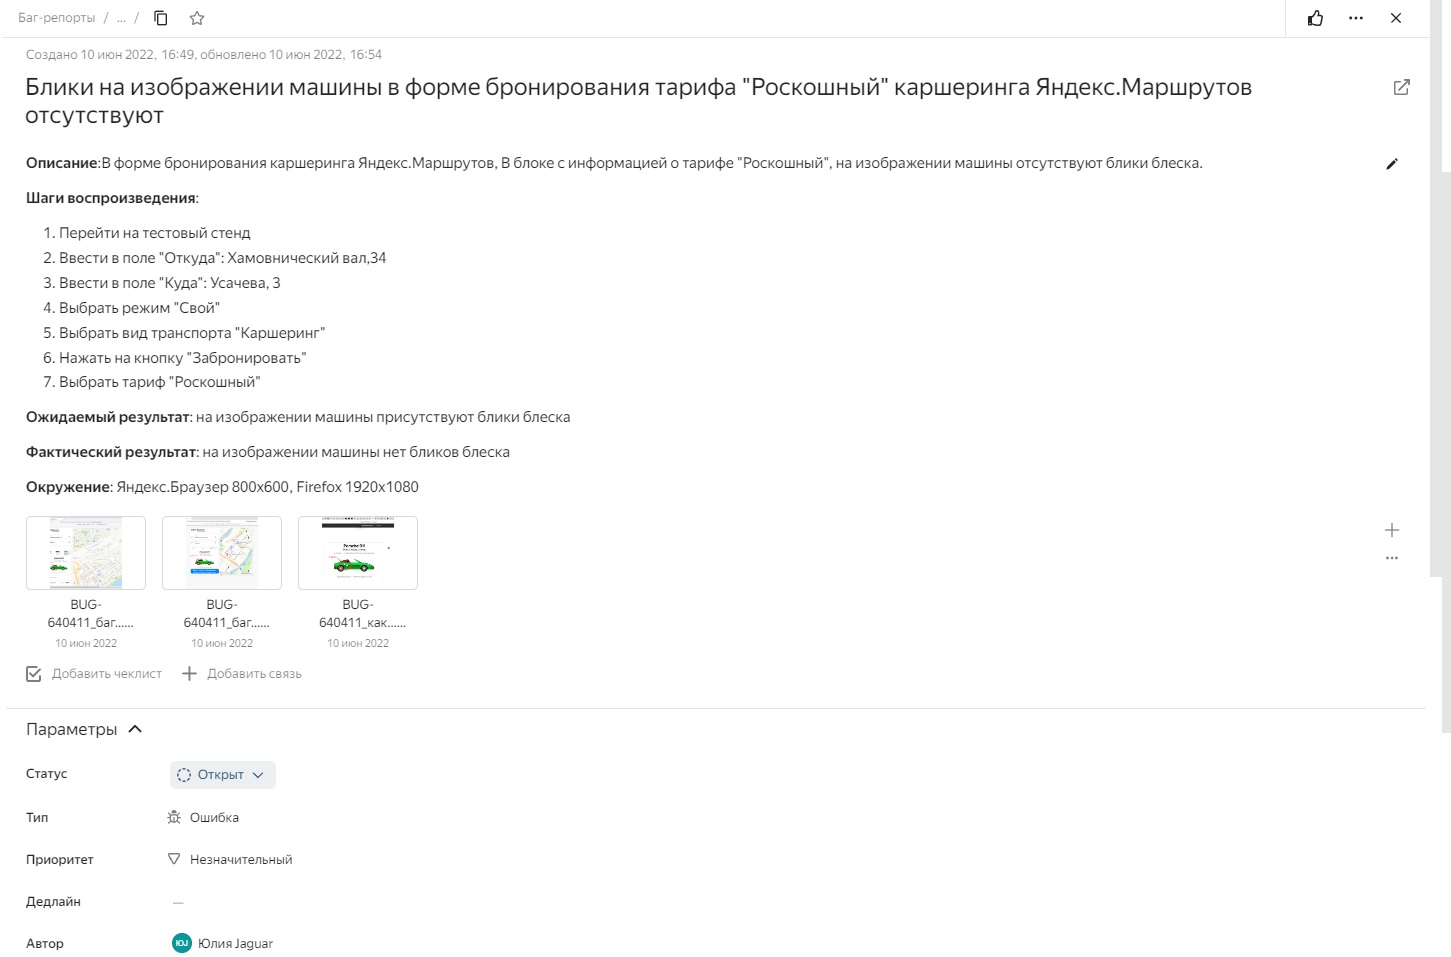 Баг-репорты / ... /
Создано 10 июн 2022, 16:49, обновлено 10 июн 2022, 16:54
Блики на изображении машины в форме бронирования тарифа "Роскошный" каршеринга Яндекс.Маршрутов
отсутствуют
Описание:В форме бронирования каршеринга Яндекс.Маршрутов, В блоке с информацией о тарифе "Роскошный", на изображении машины отсутствуют блики блеска.
Шаги воспроизведения:
1. Перейти на тестовый стенд
2. Ввести в поле "Откуда": Хамовнический вал,34
3. Ввести в поле "Куда": Усачева, 3
4. Выбрать режим "Свой"
5. Выбрать вид транспорта "Каршеринг"
6. Нажать на кнопку "Забронировать"
7. Выбрать тариф "Роскошный"
Ожидаемый результат: на изображении машины присутствуют блики блеска
Фактический результат: на изображении машины нет бликов блеска
Окружение: Яндекс.Браузер 800х600, Firefox 1920x1080
BUG-
640411_баг......
10 июн 2022
BUG-
640411_баг......
10 июн 2022
BUG-
640411_как......
10 июн 2022
Добавить чеклист
Добавить связь
Параметры
Статус
Открыт
Тип
Ошибка
Приоритет
Незначительный
Дедлайн
—
Автор
ЮJ
Юлия Jaguar